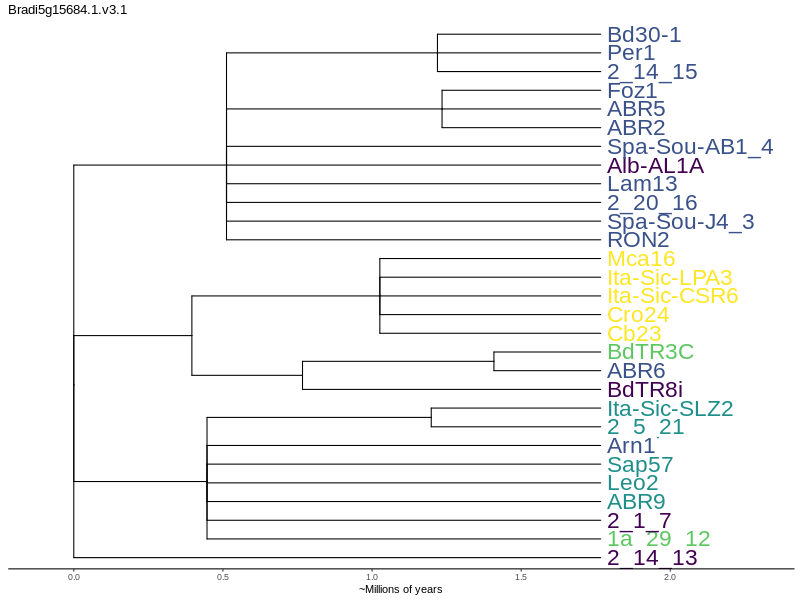 Bradi5g15684.1.v3.1
Bd30-1
Per1
2_14_15
Foz1
ABR5
ABR2
Spa-Sou-AB1_4
Alb-AL1A
Lam13
2_20_16
Spa-Sou-J4_3
RON2
Mca16
Ita-Sic-LPA3
Ita-Sic-CSR6
Cro24
Cb23
BdTR3C
ABR6
BdTR8i
Ita-Sic-SLZ2
2_5_21
Arn1
Sap57
Leo2
ABR9
2_1_7
1a_29_12
2_14_13
0.0 0.5 1.0 1.5 2.0
~Millions of years